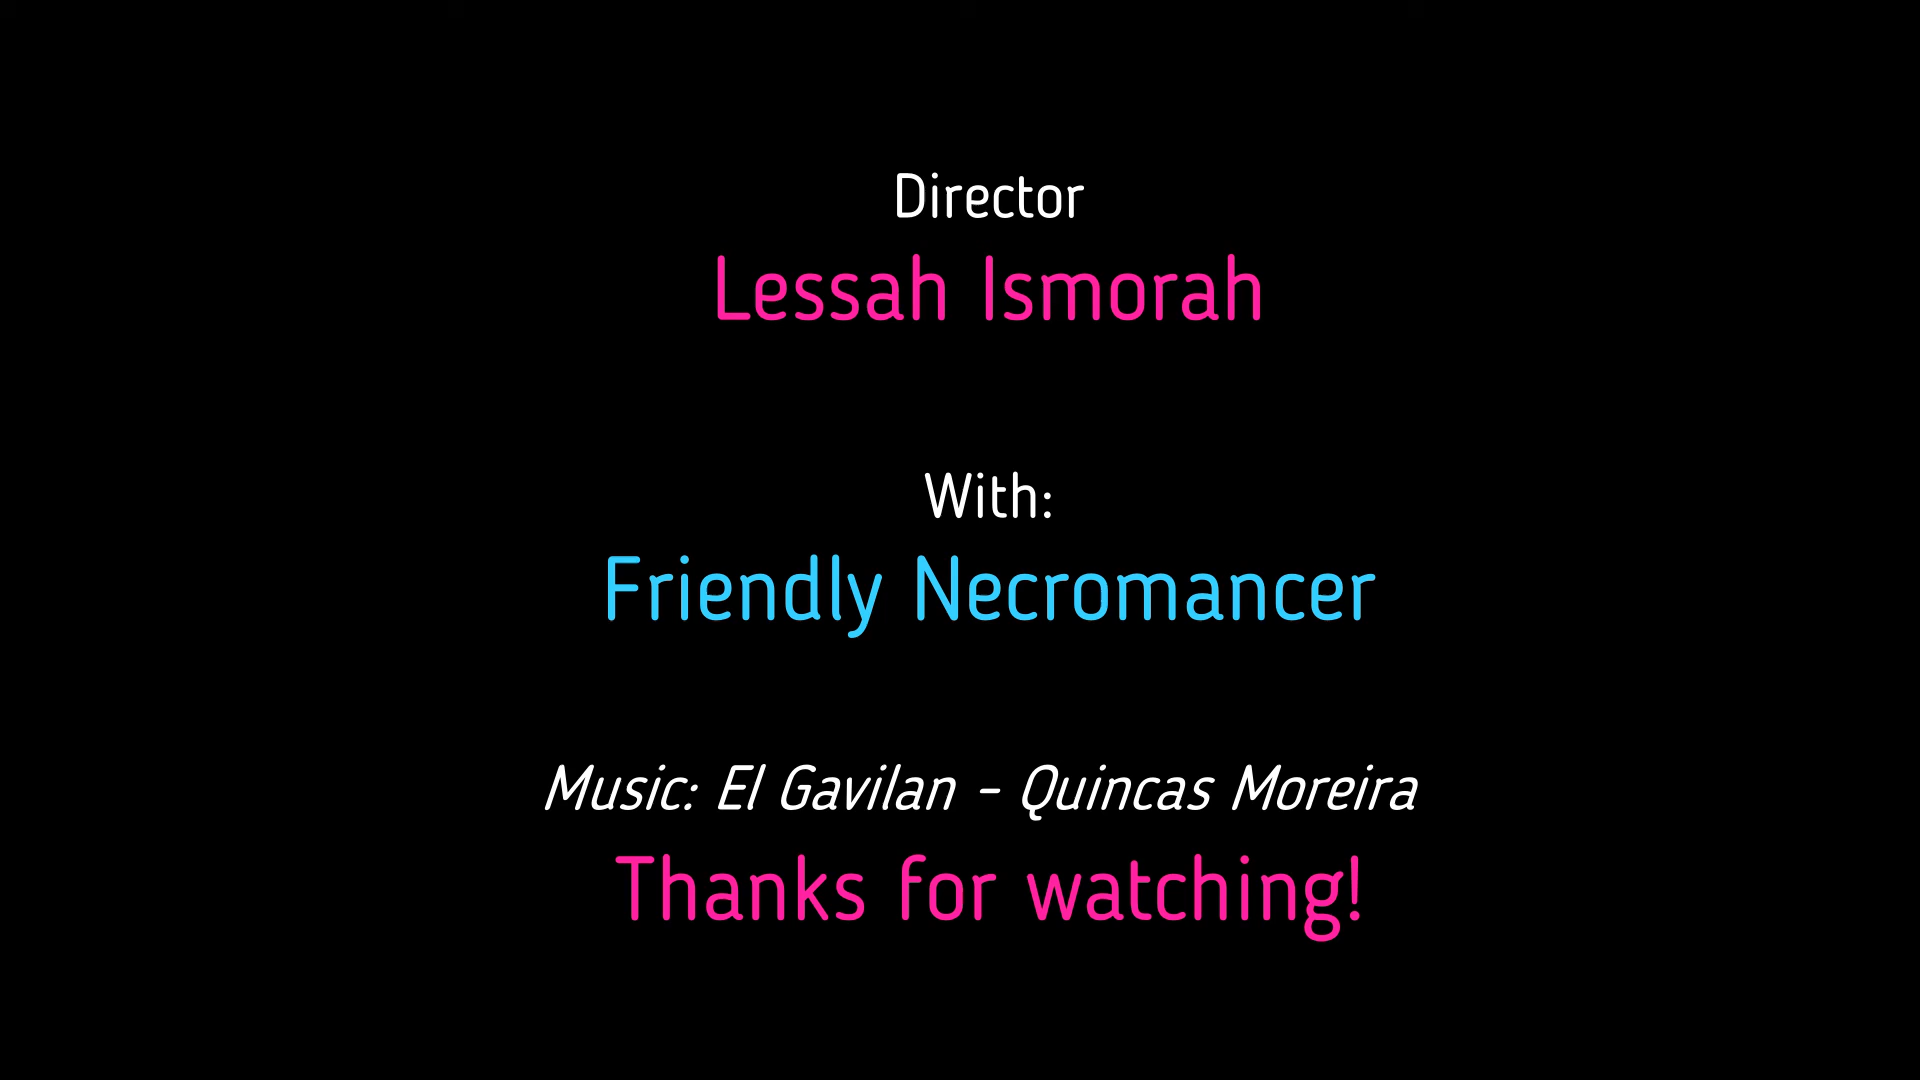 Director
Lessah Ismorah
With:
Friendly Necromancer
Music: El Gavilan - Quincas Moreira
Thanks for watching!